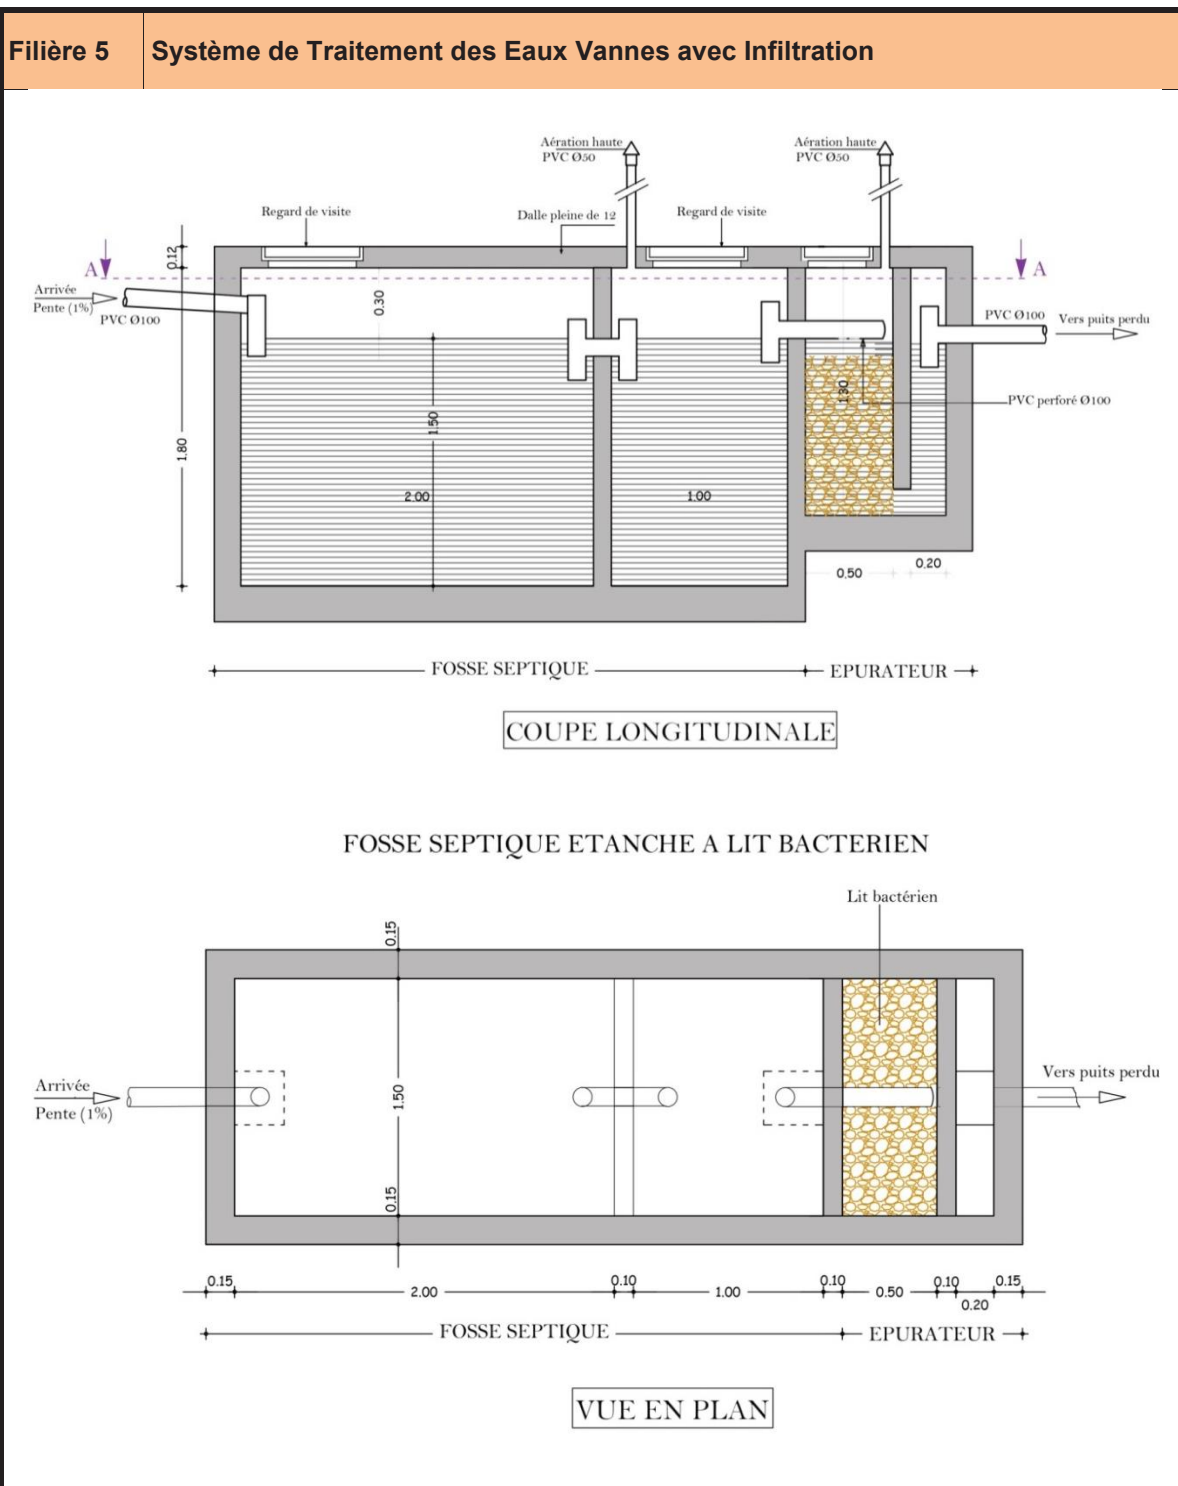 Filière 5
Système de Traitement des Eaux Vannes avec Infiltration
Aération haute
PVC Ø50
Aération haute
PVC Ø50
Regard de visite
Dalle pleine de 12
Regard de visite
0.12
A
A
Arrivée
Pente (1%)
PVC Ø100
0.30
PVC Ø100
Vers puits perdu
1.30
PVC perforé Ø100
1.50
1.80
2.00
1.00
0.50
0.20
FOSSE SEPTIQUE
EPURATEUR
COUPE LONGITUDINALE
FOSSE SEPTIQUE ETANCHE A LIT BACTERIEN
Lit bactérien
0.15
Arrivée
Pente (1%)
1.50
Vers puits perdu
0.15
0.15
2.00
0.10
1.00
0.10
0.50
0.10
0.20
0.15
FOSSE SEPTIQUE
EPURATEUR
VUE EN PLAN